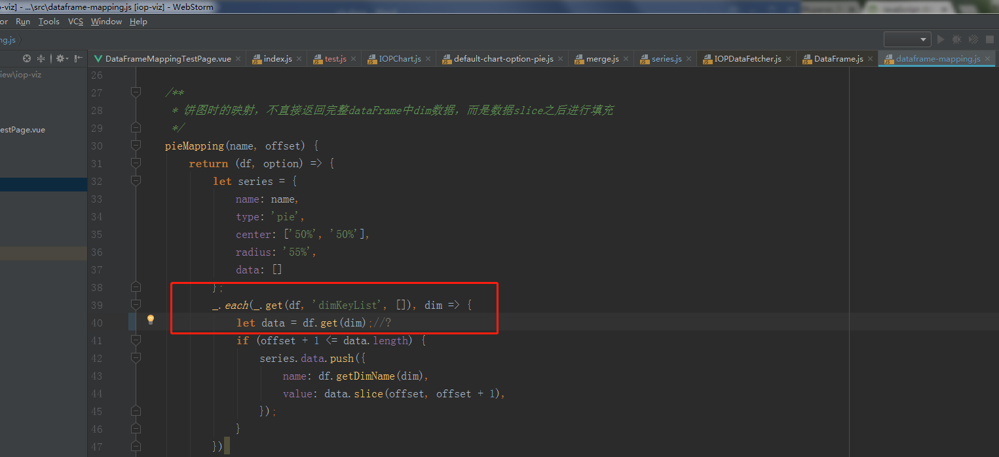 p-viz] - ...\src\dataframe-mapping.js [iop-viz] - WebStorm
or Run Tools VCS Window Help
ng.js
DataFrameMappingTestPage.vue index.js test.js IOPChart.js default-chart-option-pie.js merge.js series.js IOPDataFetcher.js DataFrame.js dataframe-mapping.js
iew\iop-viz
estPage.vue
26
27 /**
28 * 饼图时的映射，不直接返回完整dataFrame中dim数据，而是数据slice之后进行填充
29 */
30 pieMapping(name, offset) {
31 return (df, option) => {
32 let series = {
33 name: name,
34 type: 'pie',
35 center: ['50%', '50%'],
36 radius: '55%',
37 data: []
38 };
39 _.each(_.get(df, 'dimKeyList', []), dim => {
40 let data = df.get(dim);//?
41 if (offset + 1 <= data.length) {
42 series.data.push({
43 name: df.getDimName(dim),
44 value: data.slice(offset, offset + 1),
45 });
46 }
47 })